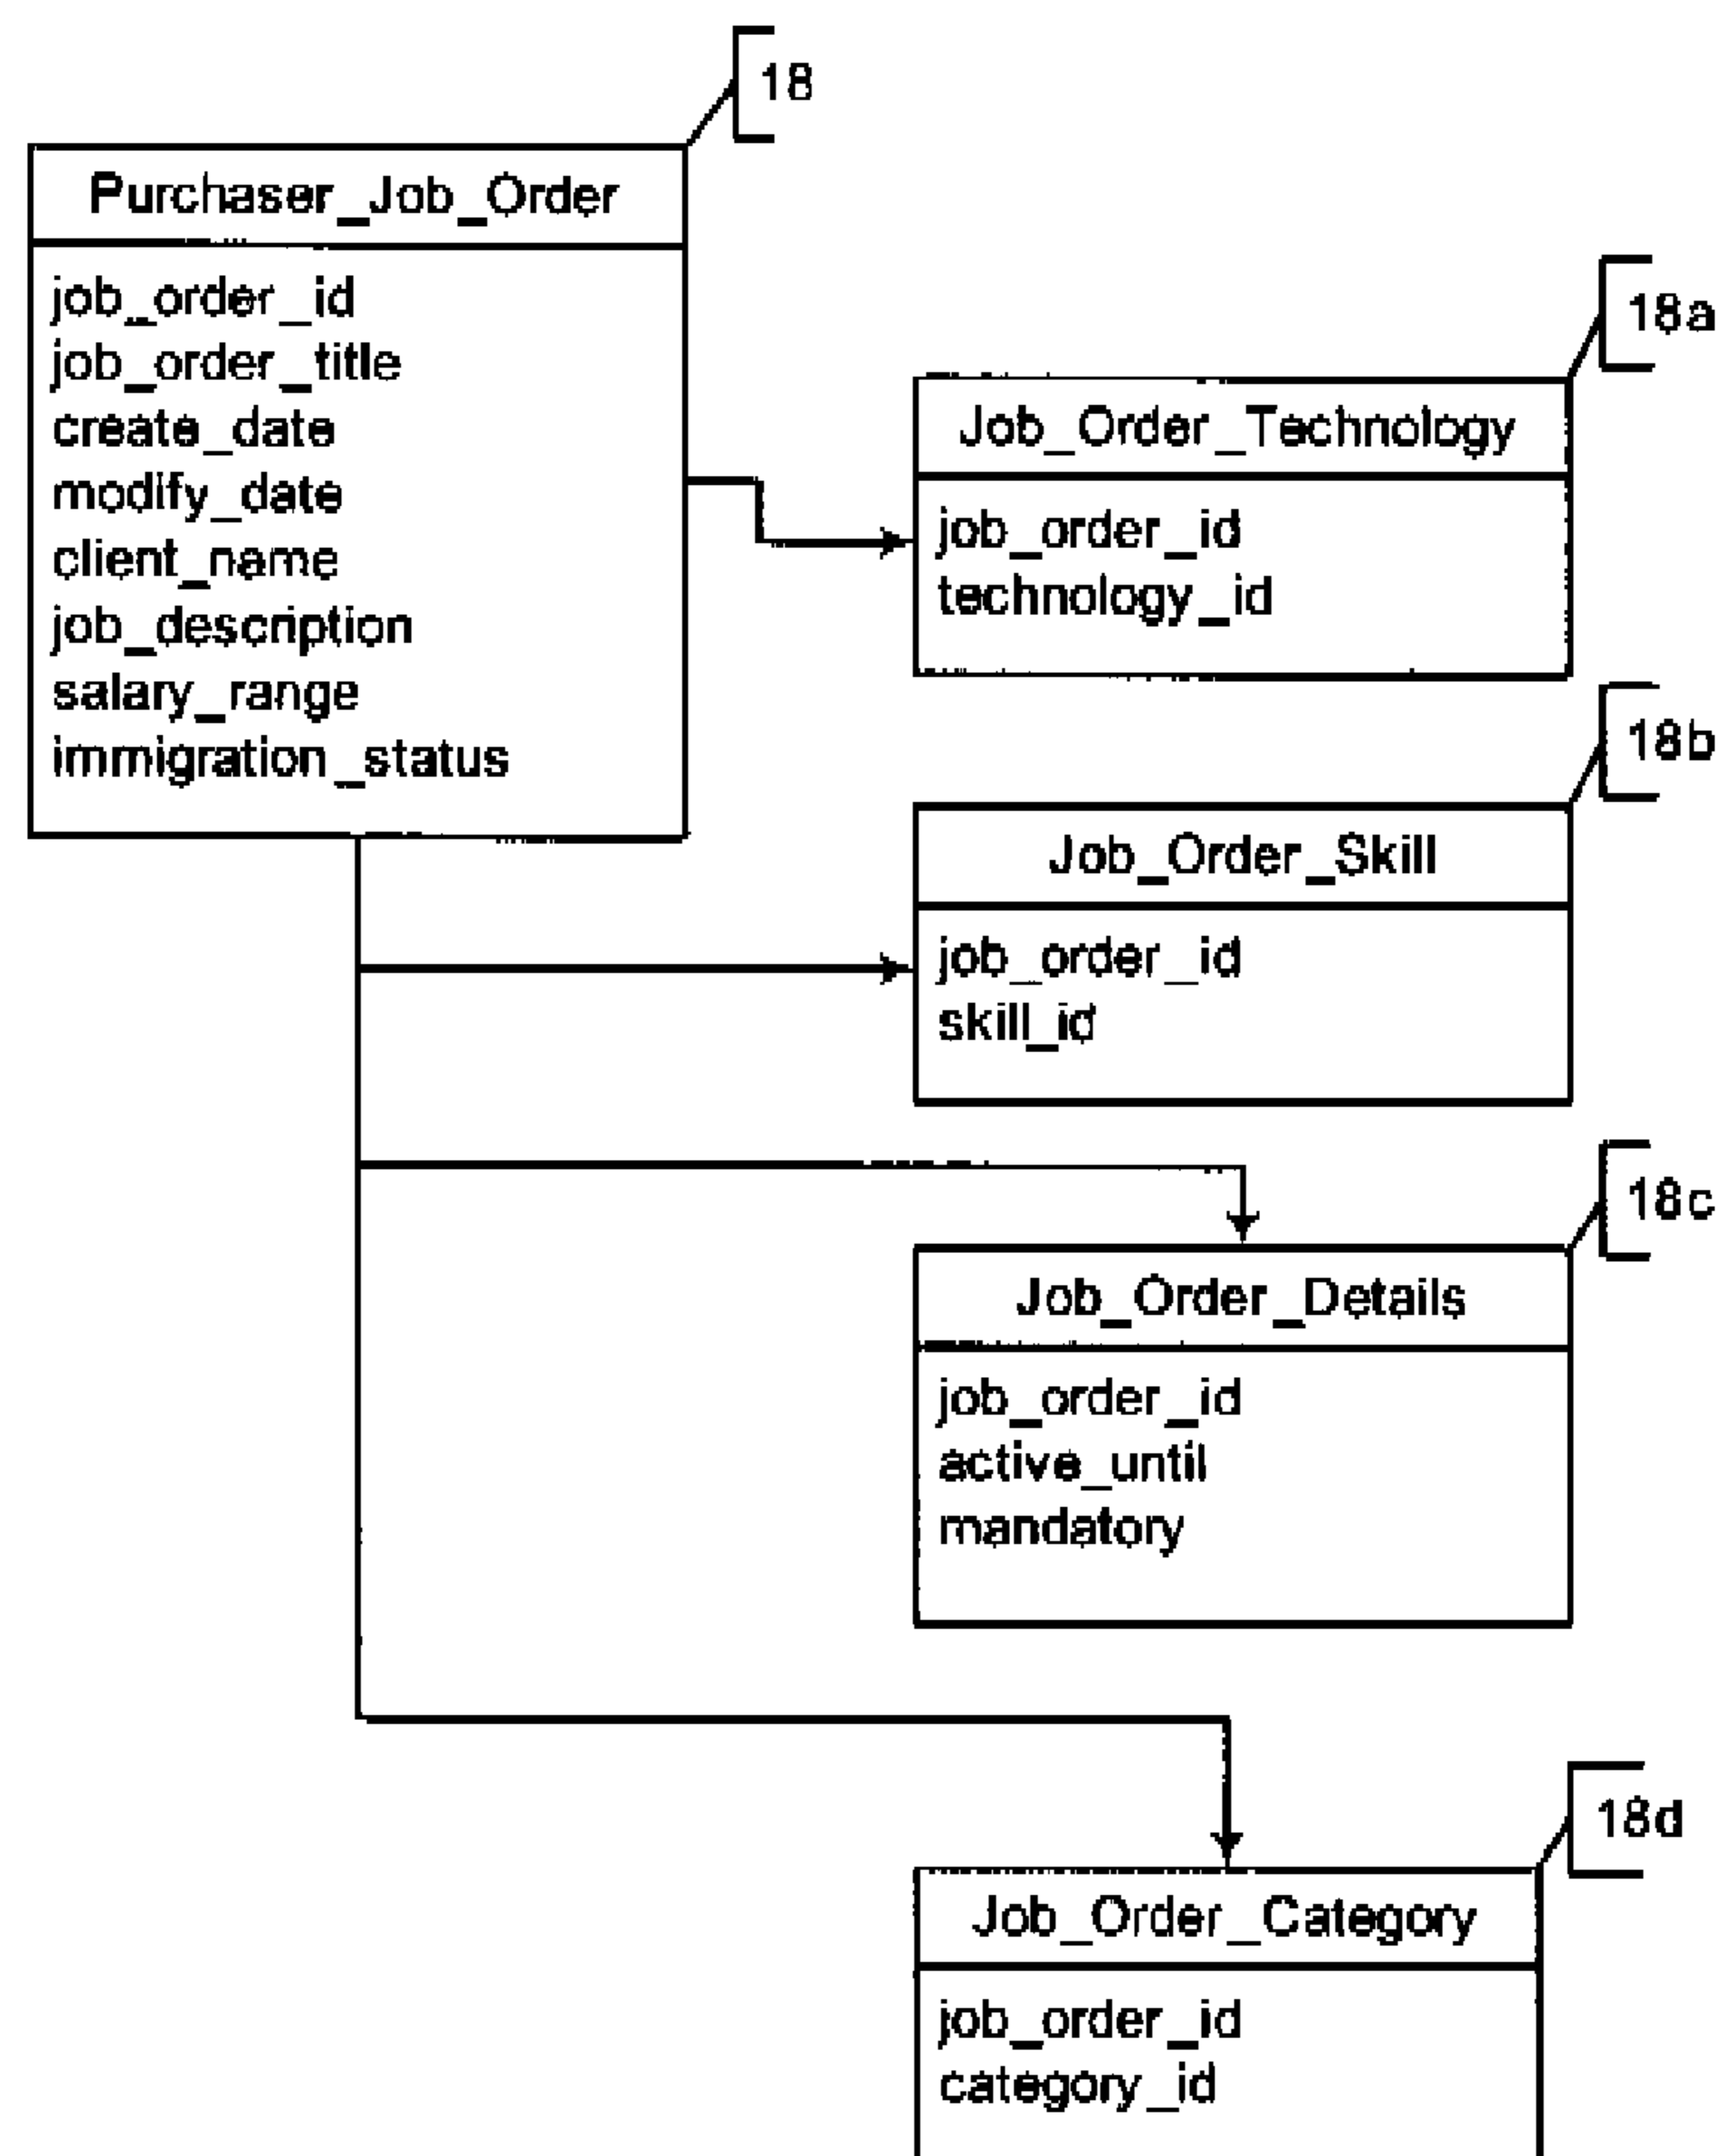 18
Purchaser_Job_Order
job_order_id
job_order_title
create_date
modify_date
client_name
job_description
salary_range
immigration_status
18a
Job_Order_Technology
job_order_id
technology_id
18b
Job_Order_Skill
job_order_id
skill_id
18c
Job_Order_Details
job_order_id
active_until
mandatory
18d
Job_Order_Category
job_order_id
category_id